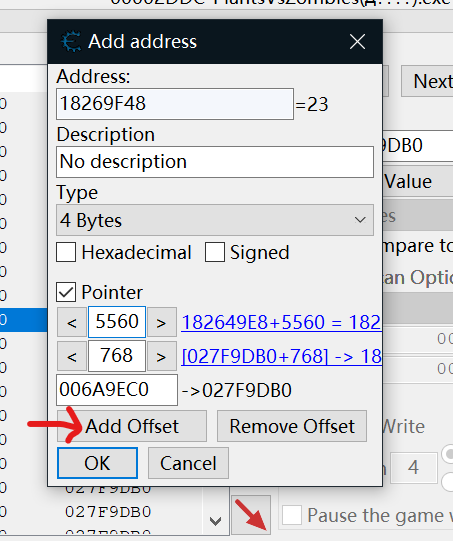 00002DDC-PlantsVsZombies(
).exe
Add address
Next
Address:
18269F48 =23
9DB0
Description
No description
Value
Type
4 Bytes
es
Hexadecimal Signed
mpare to
an Optio
Pointer
< 5560 > 182649E8+5560 = 182
< 768 > [027F9DB0+768] -> 18
006A9EC0 ->027F9DB0
Add Offset Remove Offset
Write
OK Cancel
4
027F9DB0
027F9DB0
027F9DB0
Pause the game w